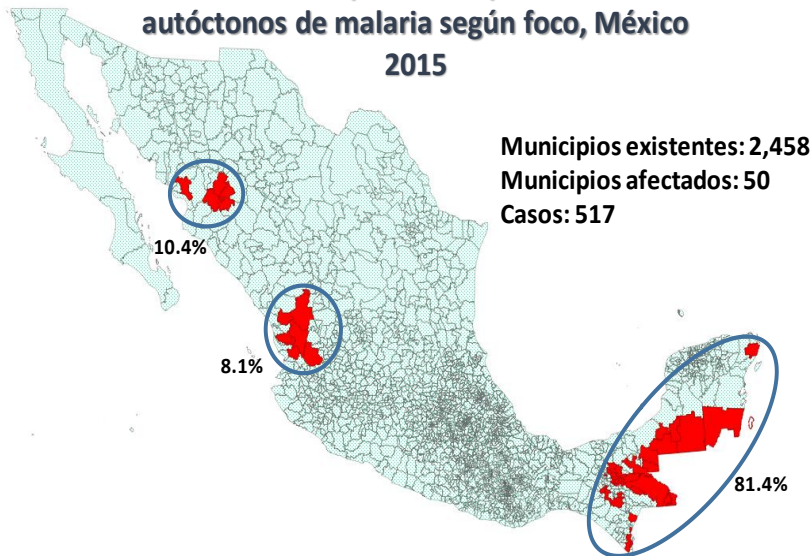 autóctonos de malaria según foco, México
2015
Municipios existentes: 2,458
Municipios afectados: 50
Casos: 517
10.4%
8.1%
81.4%